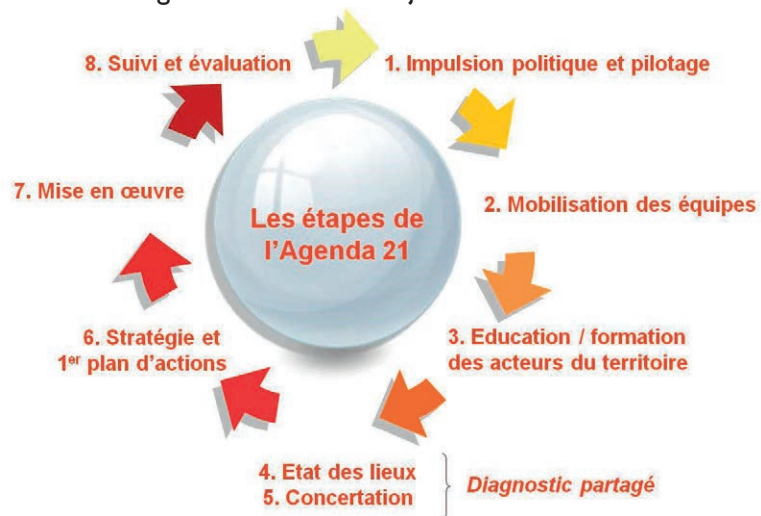 Les étapes de
l'Agenda 21
1. Impulsion politique et pilotage
2. Mobilisation des équipes
3. Education / formation
des acteurs du territoire
4. Etat des lieux
5. Concertation
Diagnostic partagé
6. Stratégie et
1er plan d'actions
7. Mise en œuvre
8. Suivi et évaluation